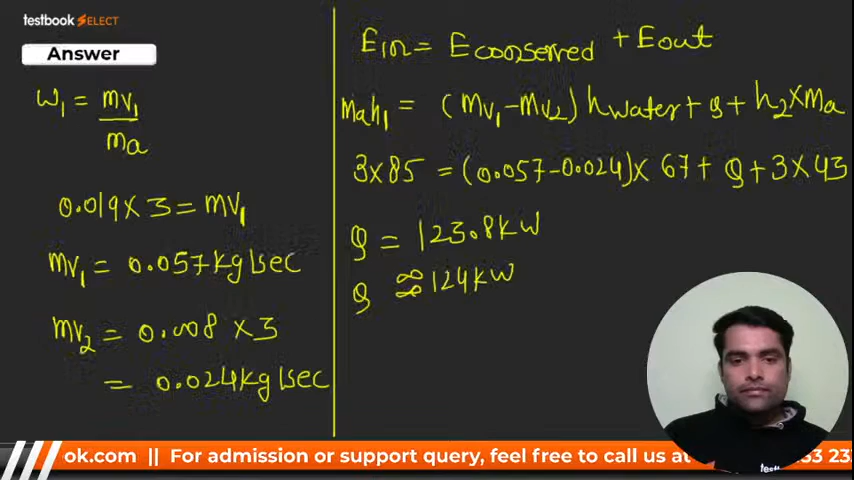 testbook SELECT
Answer
ω₁ = mv₁/ma
0.019 × 3 = mv₁
mv₁ = 0.057 kg/sec
mv₂ = 0.008 × 3
= 0.024 kg/sec
Ein = Econserved + Eout
mah₁ = (mv₁ - mv₂) hwater + Q + h₂ × ma
3×85 = (0.057-0.024) × 67 + Q + 3 × 43
Q = 123.8 kW
Q ≈ 124 kW
ok.com || For admission or support query, feel free to call us at
33 23